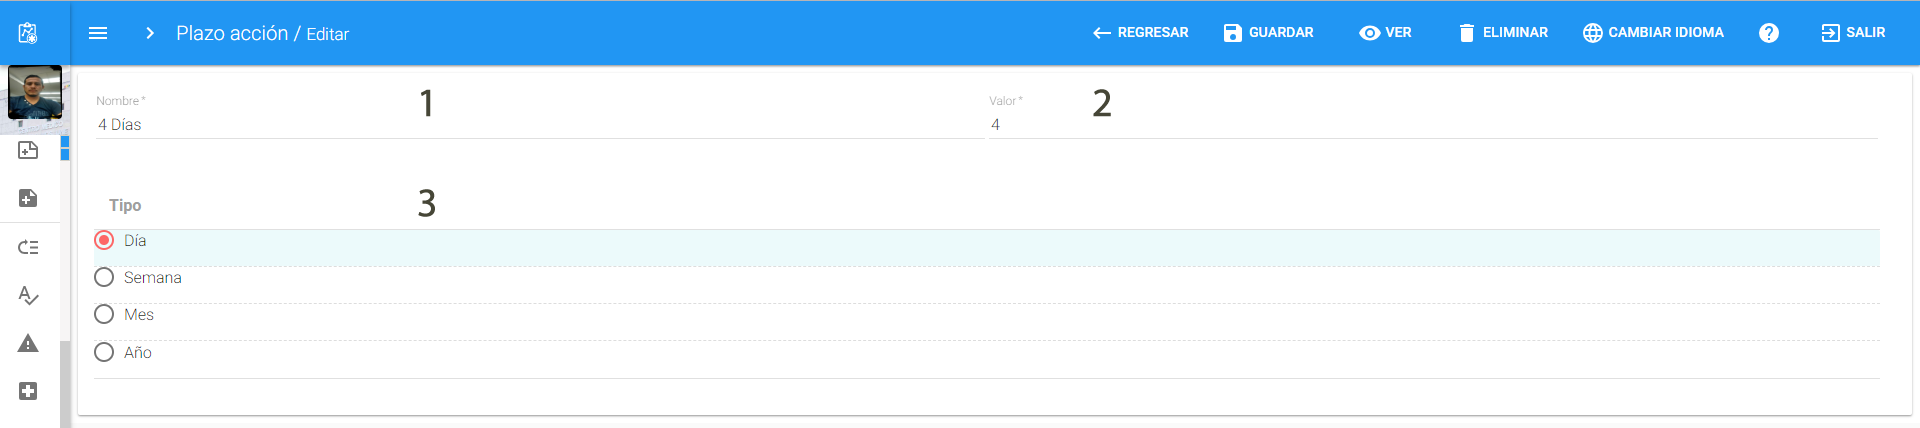 Plazo acción / Editar
REGRESAR GUARDAR VER ELIMINAR CAMBIAR IDIOMA SALIR
Nombre * 1 Valor * 2
4 Días 4
Tipo 3
Día
Semana
Mes
Año